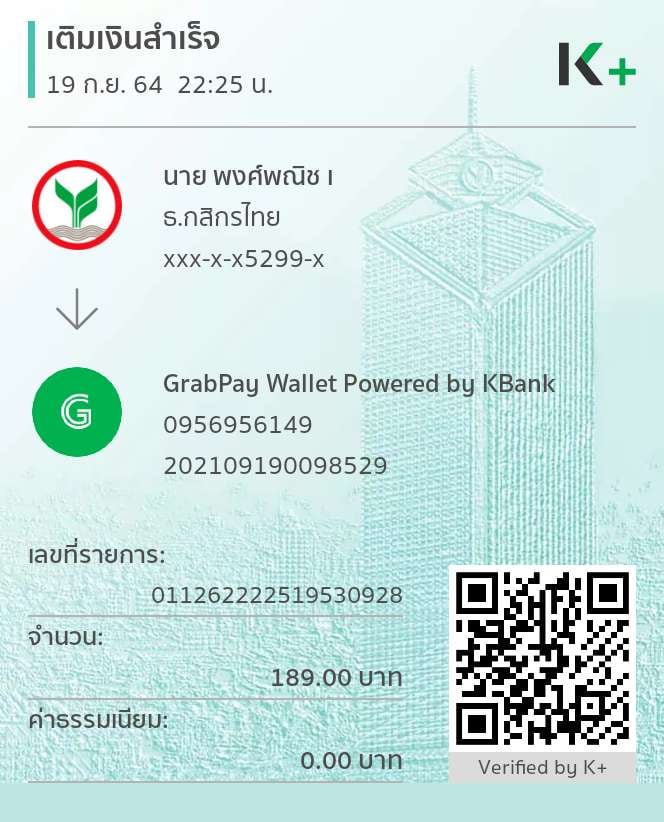 เติมเงินสำเร็จ
19 ก.ย. 64 22:25 น.
K+
นาย พงศ์พณิช เ
ธ.กสิกรไทย
xxx-x-x5299-x
GrabPay Wallet Powered by KBank
0956956149
202109190098529
เลขที่รายการ:
011262222519530928
จำนวน:
189.00 บาท
ค่าธรรมเนียม:
0.00 บาท
Verified by K+